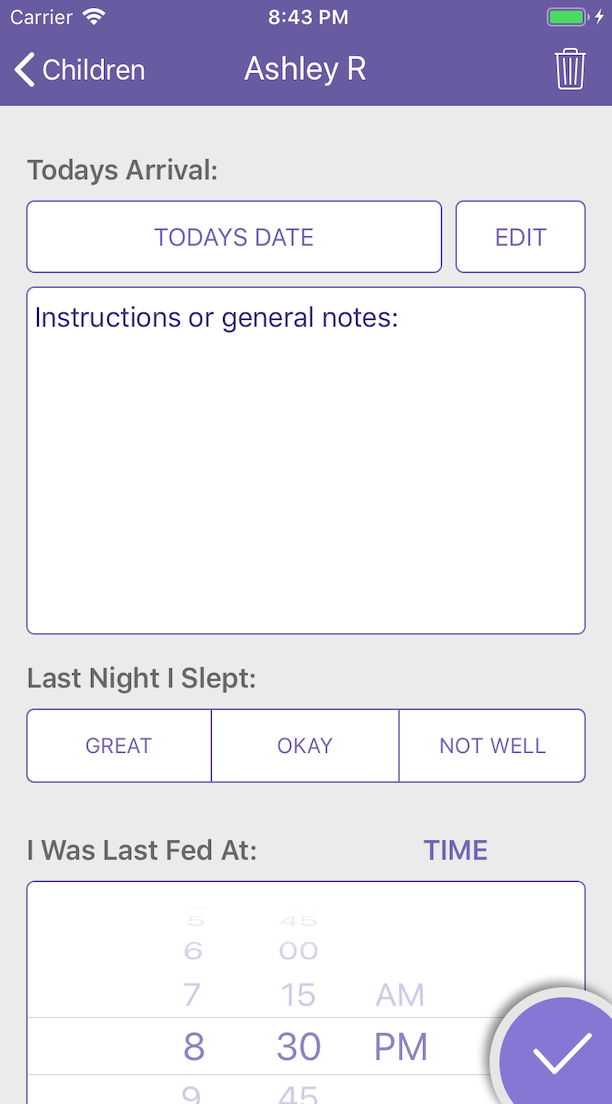 Carrier 8:43 PM
Children Ashley R
Todays Arrival:
TODAYS DATE EDIT
Instructions or general notes:
Last Night I Slept:
GREAT OKAY NOT WELL
I Was Last Fed At: TIME
5 45
6 00
7 15 AM
8 30 PM
9 45